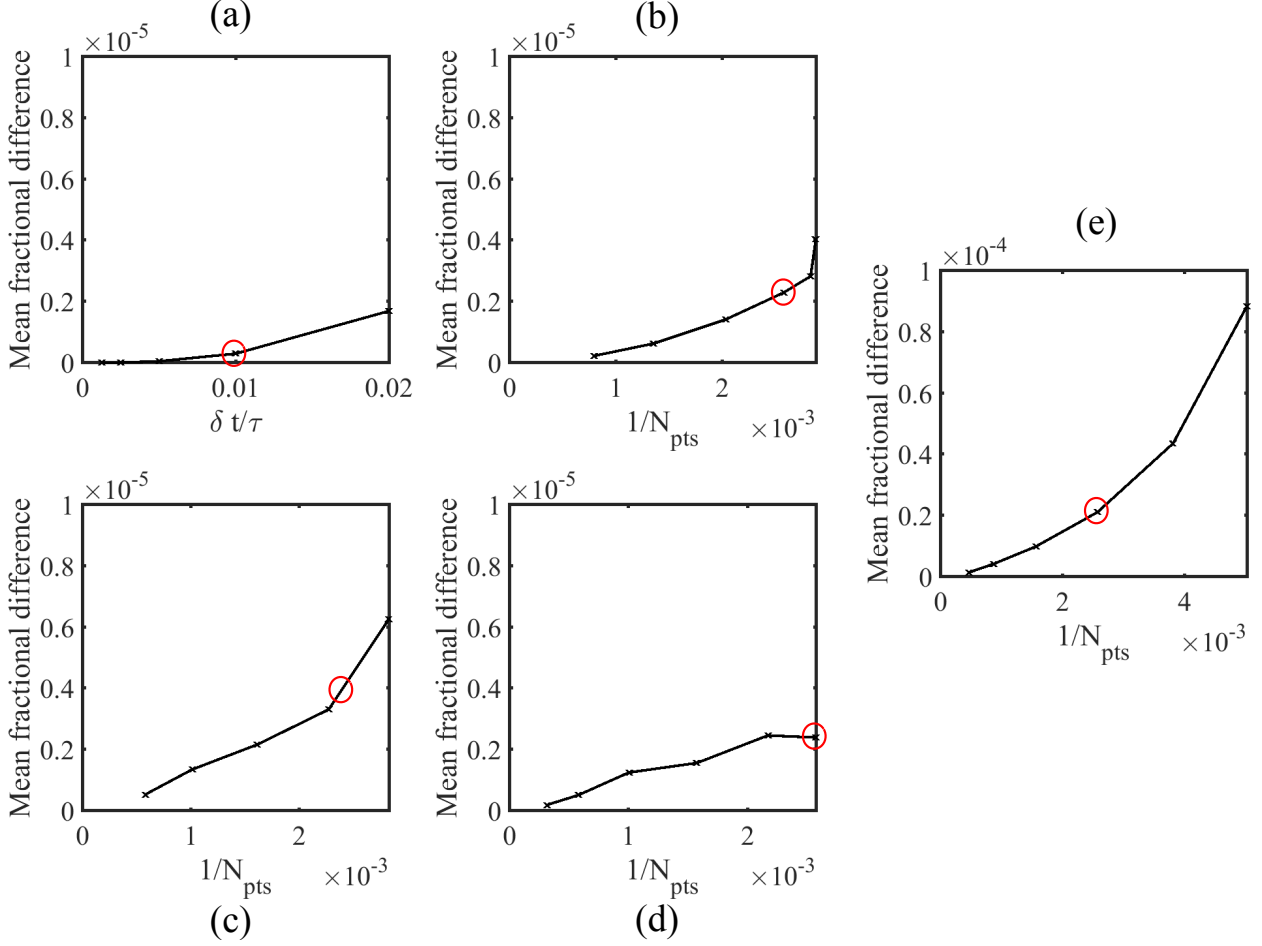 (a)
×10⁻⁵
Mean fractional difference
1
0.8
0.6
0.4
0.2
0
0 0.01 0.02
δ t/τ
(b)
×10⁻⁵
Mean fractional difference
1
0.8
0.6
0.4
0.2
0
0 1 2
1/N_pts ×10⁻³
(c)
×10⁻⁵
Mean fractional difference
1
0.8
0.6
0.4
0.2
0
0 1 2
1/N_pts ×10⁻³
(d)
×10⁻⁵
Mean fractional difference
1
0.8
0.6
0.4
0.2
0
0 1 2
1/N_pts ×10⁻³
(e)
×10⁻⁴
Mean fractional difference
1
0.8
0.6
0.4
0.2
0
0 2 4
1/N_pts ×10⁻³